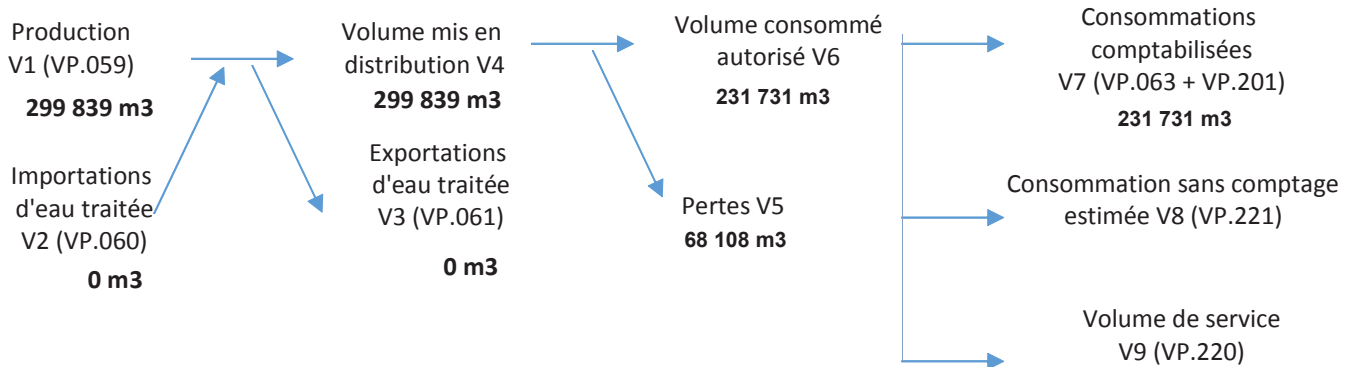 Production
V1 (VP.059)
299 839 m3
Importations
d'eau traitée
V2 (VP.060)
0 m3
Volume mis en
distribution V4
299 839 m3
Exportations
d'eau traitée
V3 (VP.061)
0 m3
Volume consommé
autorisé V6
231 731 m3
Pertes V5
68 108 m3
Consommations
comptabilisées
V7 (VP.063 + VP.201)
231 731 m3
Consommation sans comptage
estimée V8 (VP.221)
Volume de service
V9 (VP.220)